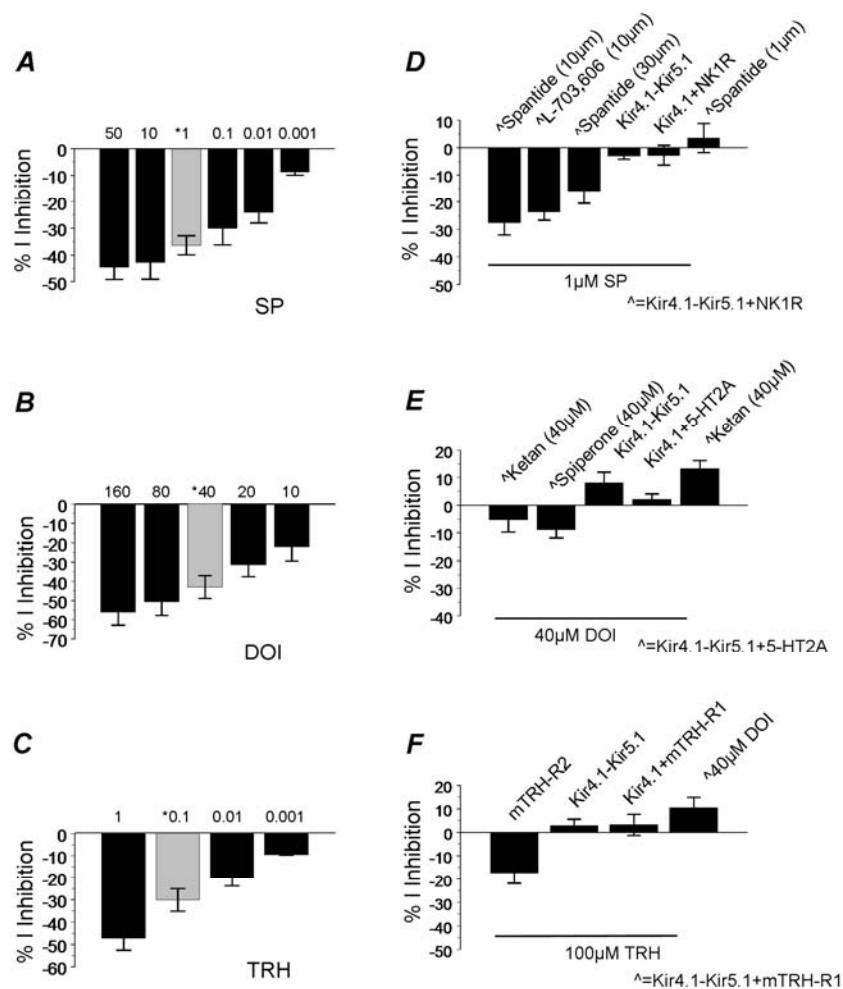 A
50 10 *1 0.1 0.01 0.001
0
-10
-20
-30
-40
-50
% I Inhibition
SP
D
^Spantide (10µm)
^L-703,606 (10µm)
^Spantide (30µm)
Kir4.1-Kir5.1
Kir4.1+NK1R
^Spantide (1µm)
10
0
-10
-20
-30
-40
-50
% I Inhibition
1µM SP
^=Kir4.1-Kir5.1+NK1R
B
160 80 *40 20 10
0
-10
-20
-30
-40
-50
-60
-70
% I Inhibition
DOI
E
^Ketan (40µM)
^Spiperone (40µM)
Kir4.1-Kir5.1
Kir4.1+5-HT2A
^Ketan (40µM)
20
10
0
-10
-20
-30
-40
% I Inhibition
40µM DOI
^=Kir4.1-Kir5.1+5-HT2A
C
1 *0.1 0.01 0.001
0
-10
-20
-30
-40
-50
-60
% I Inhibition
TRH
F
mTRH-R2
Kir4.1-Kir5.1
Kir4.1+mTRH-R1
^40µM DOI
20
10
0
-10
-20
-30
-40
-50
% I Inhibition
100µM TRH
^=Kir4.1-Kir5.1+mTRH-R1